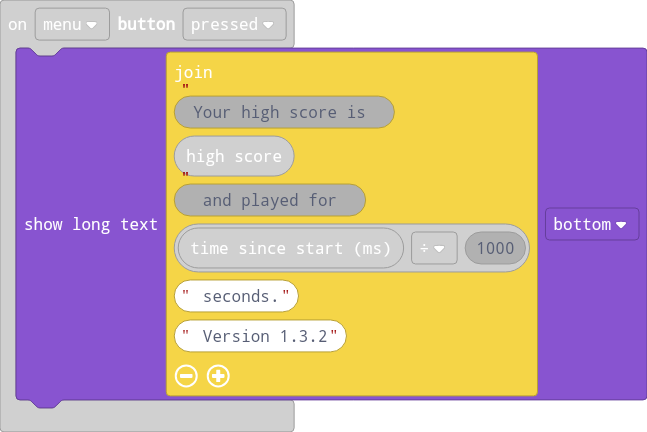 on menu button pressed
join
"
Your high score is
high score
"
and played for
show long text
bottom
time since start (ms) ÷ 1000
" seconds."
" Version 1.3.2"